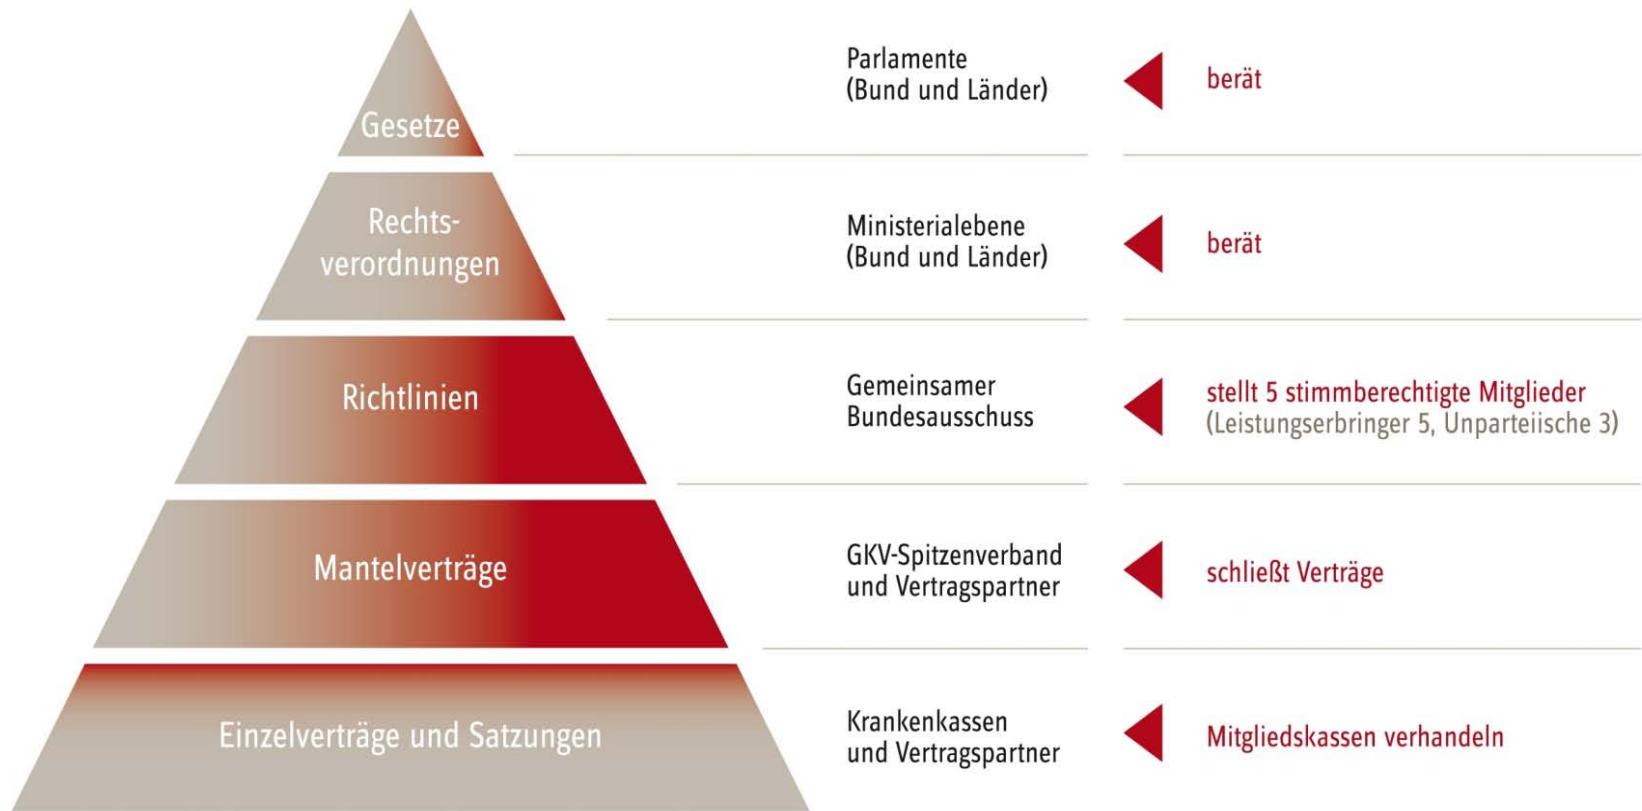 Gesetze
Parlamente
(Bund und Länder)
berät
Rechts-
verordnungen
Ministerialebene
(Bund und Länder)
berät
Richtlinien
Gemeinsamer
Bundesausschuss
stellt 5 stimmberechtigte Mitglieder
(Leistungserbringer 5, Unparteiische 3)
Mantelverträge
GKV-Spitzenverband
und Vertragspartner
schließt Verträge
Einzelverträge und Satzungen
Krankenkassen
und Vertragspartner
Mitgliedskassen verhandeln